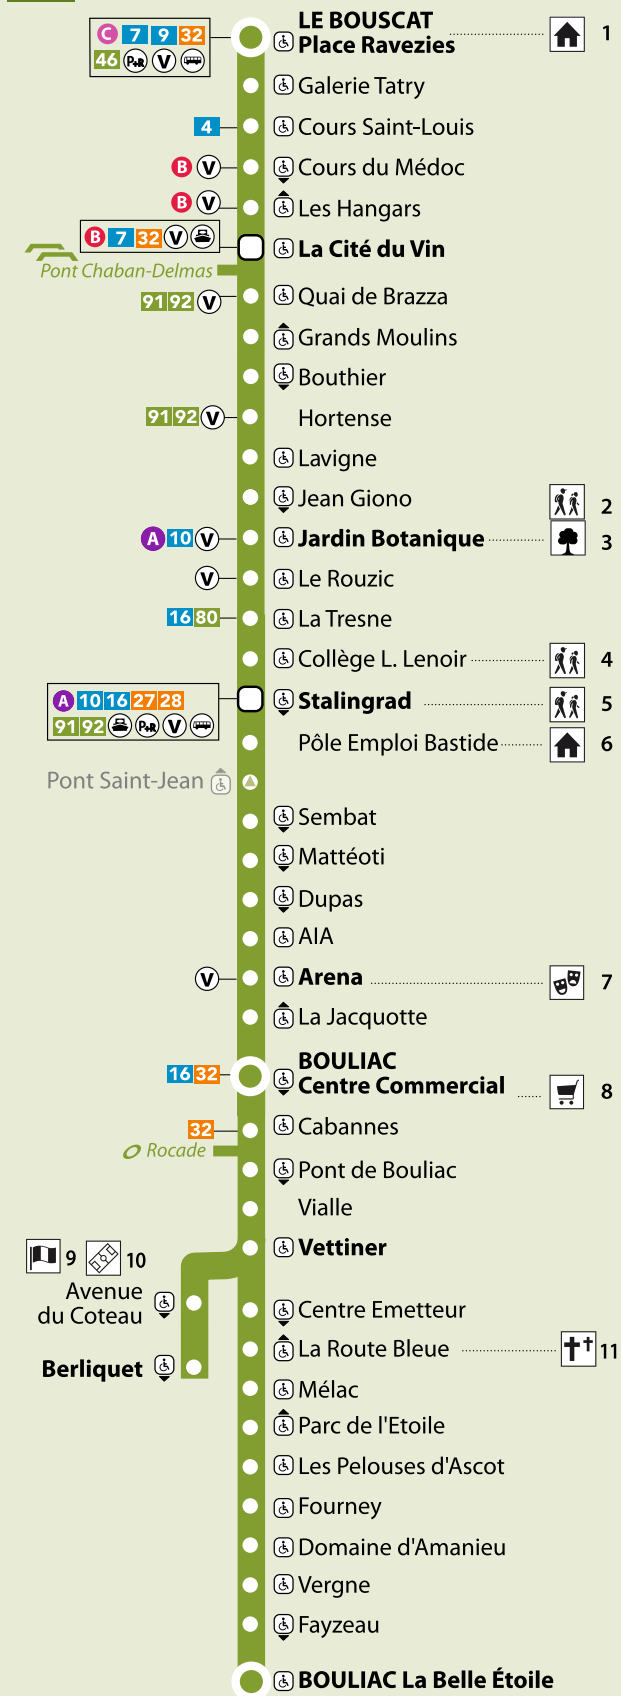 LE BOUSCAT
C 7 9 32 Place Ravezies 1
46 P+R V
Galerie Tatry
4 Cours Saint-Louis
B V Cours du Médoc
B V Les Hangars
B 7 32 V La Cité du Vin
Pont Chaban-Delmas
91 92 V Quai de Brazza
Grands Moulins
Bouthier
91 92 V Hortense
Lavigne
Jean Giono 2
A 10 V Jardin Botanique 3
V Le Rouzic
16 80 La Tresne
Collège L. Lenoir 4
A 10 16 27 28 Stalingrad 5
91 92 P+R V
Pôle Emploi Bastide 6
Pont Saint-Jean
Sembat
Mattéoti
Dupas
AIA
V Arena 7
La Jacquotte
BOULIAC
16 32 Centre Commercial 8
32 Cabannes
Rocade
Pont de Bouliac
Vialle
Vettiner
9 10
Avenue
du Coteau
Centre Emetteur
La Route Bleue 11
Berliquet
Mélac
Parc de l'Etoile
Les Pelouses d'Ascot
Fourney
Domaine d'Amanieu
Vergne
Fayzeau
BOULIAC La Belle Étoile